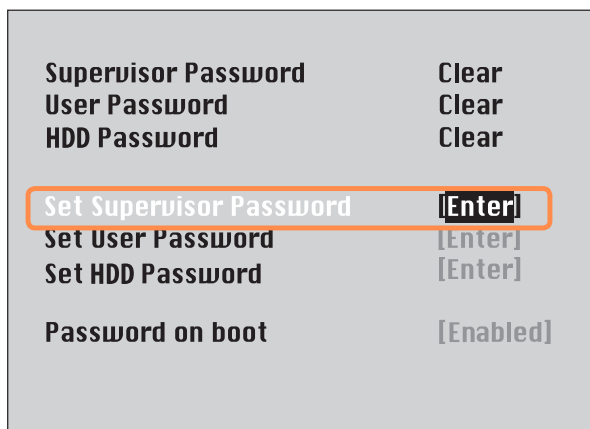 Supervisor Password Clear
User Password Clear
HDD Password Clear
Set Supervisor Password [Enter]
Set User Password [Enter]
Set HDD Password [Enter]
Password on boot [Enabled]